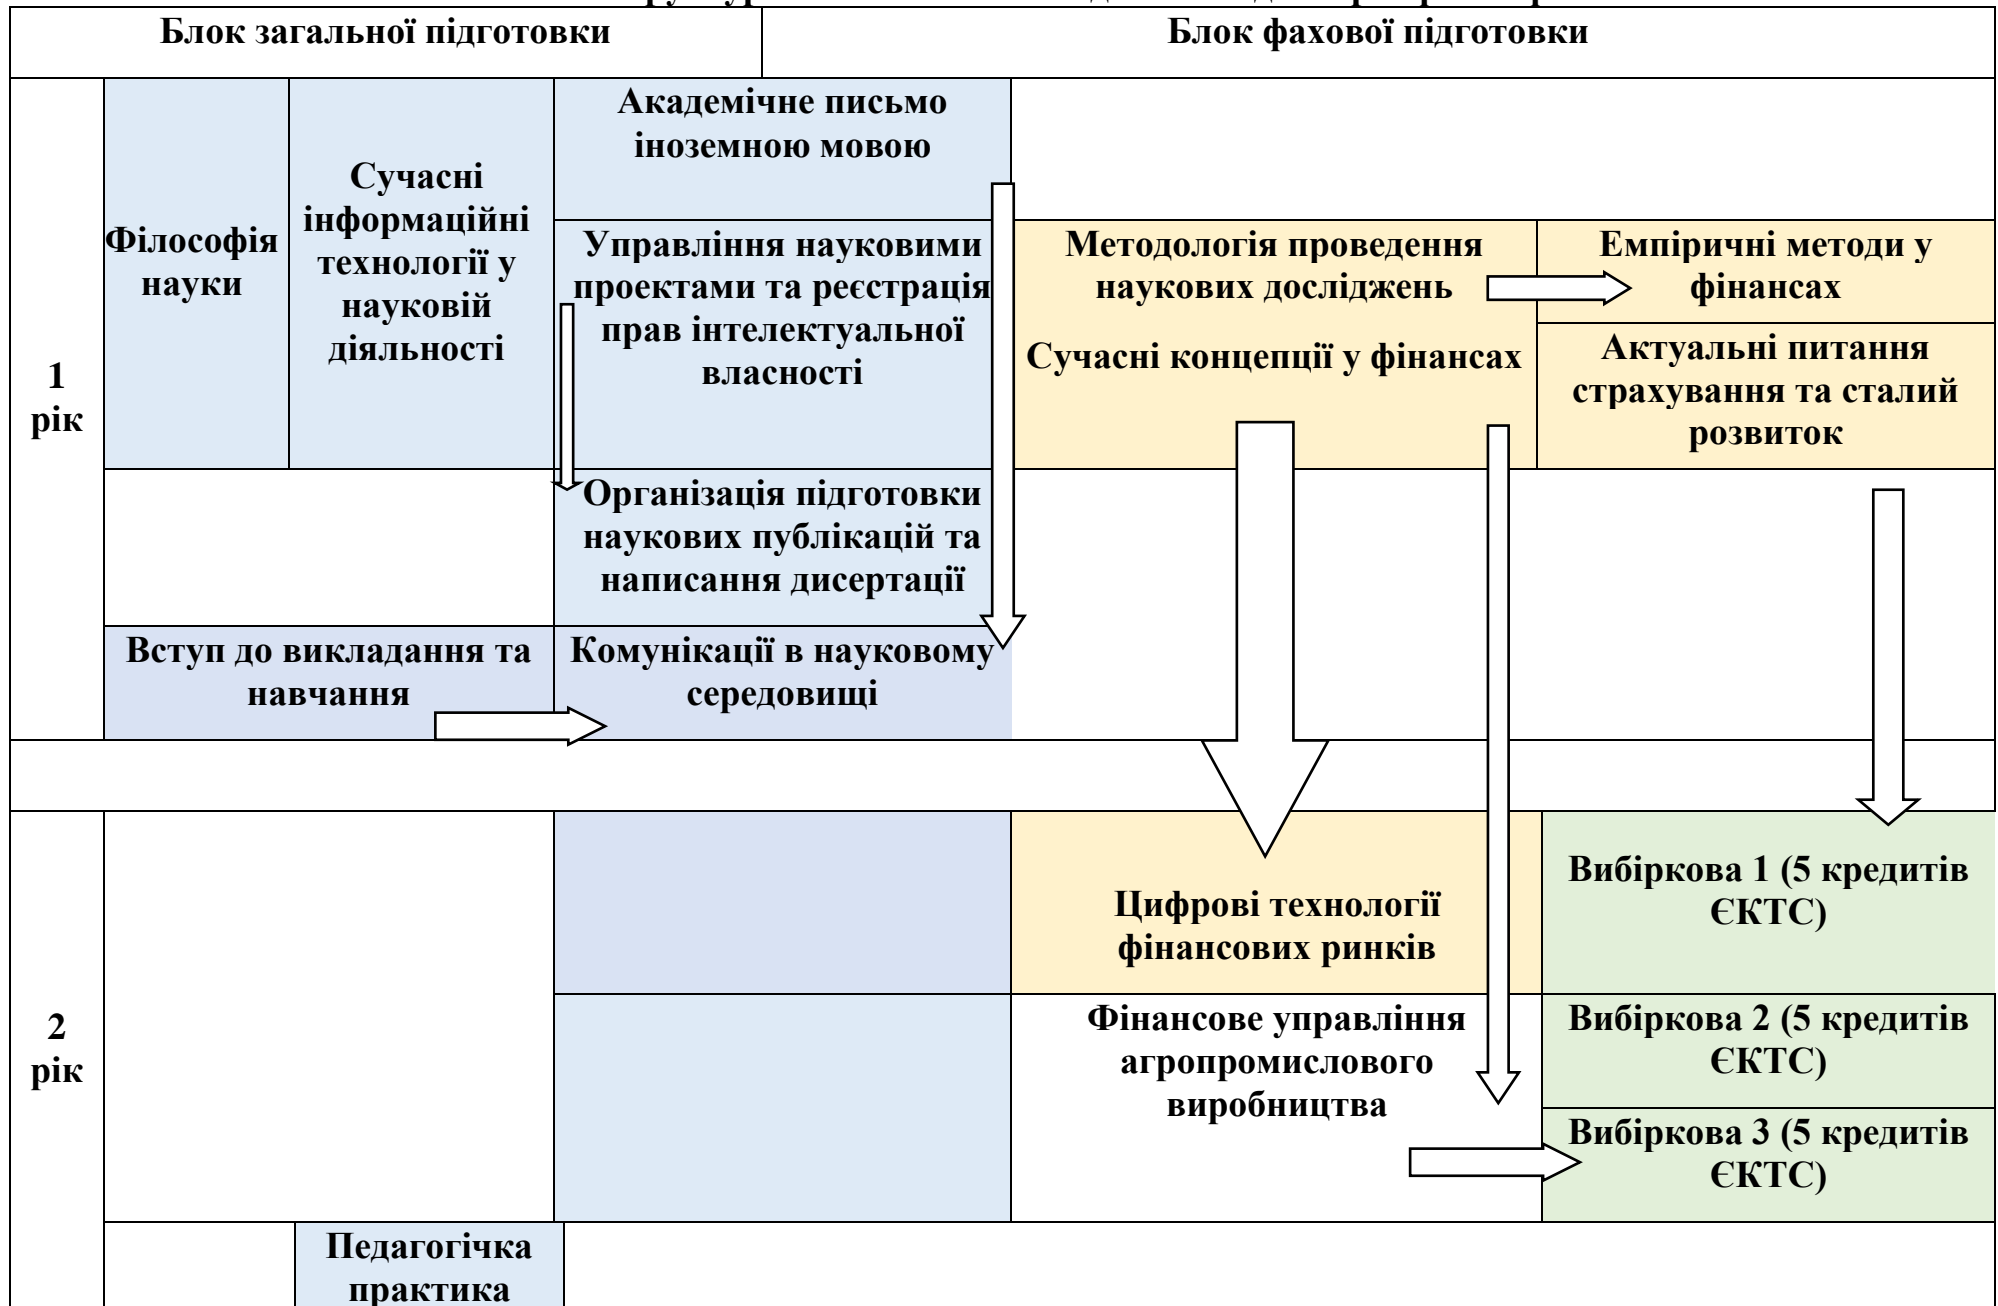 Блок загальної підготовки
Блок фахової підготовки
1
рік
Філософія
науки
Сучасні
інформаційні
технології у
науковій
діяльності
Академічне письмо
іноземною мовою
Управління науковими
проектами та реєстрація
прав інтелектуальної
власності
Методологія проведення
наукових досліджень
Сучасні концепції у фінансах
Емпіричні методи у
фінансах
Актуальні питання
страхування та сталий
розвиток
Організація підготовки
наукових публікацій та
написання дисертації
Вступ до викладання та
навчання
Комунікації в науковому
середовищі
2
рік
Цифрові технології
фінансових ринків
Вибіркова 1 (5 кредитів
ЄКТС)
Фінансове управління
агропромислового
виробництва
Вибіркова 2 (5 кредитів
ЄКТС)
Вибіркова 3 (5 кредитів
ЄКТС)
Педагогічка
практика